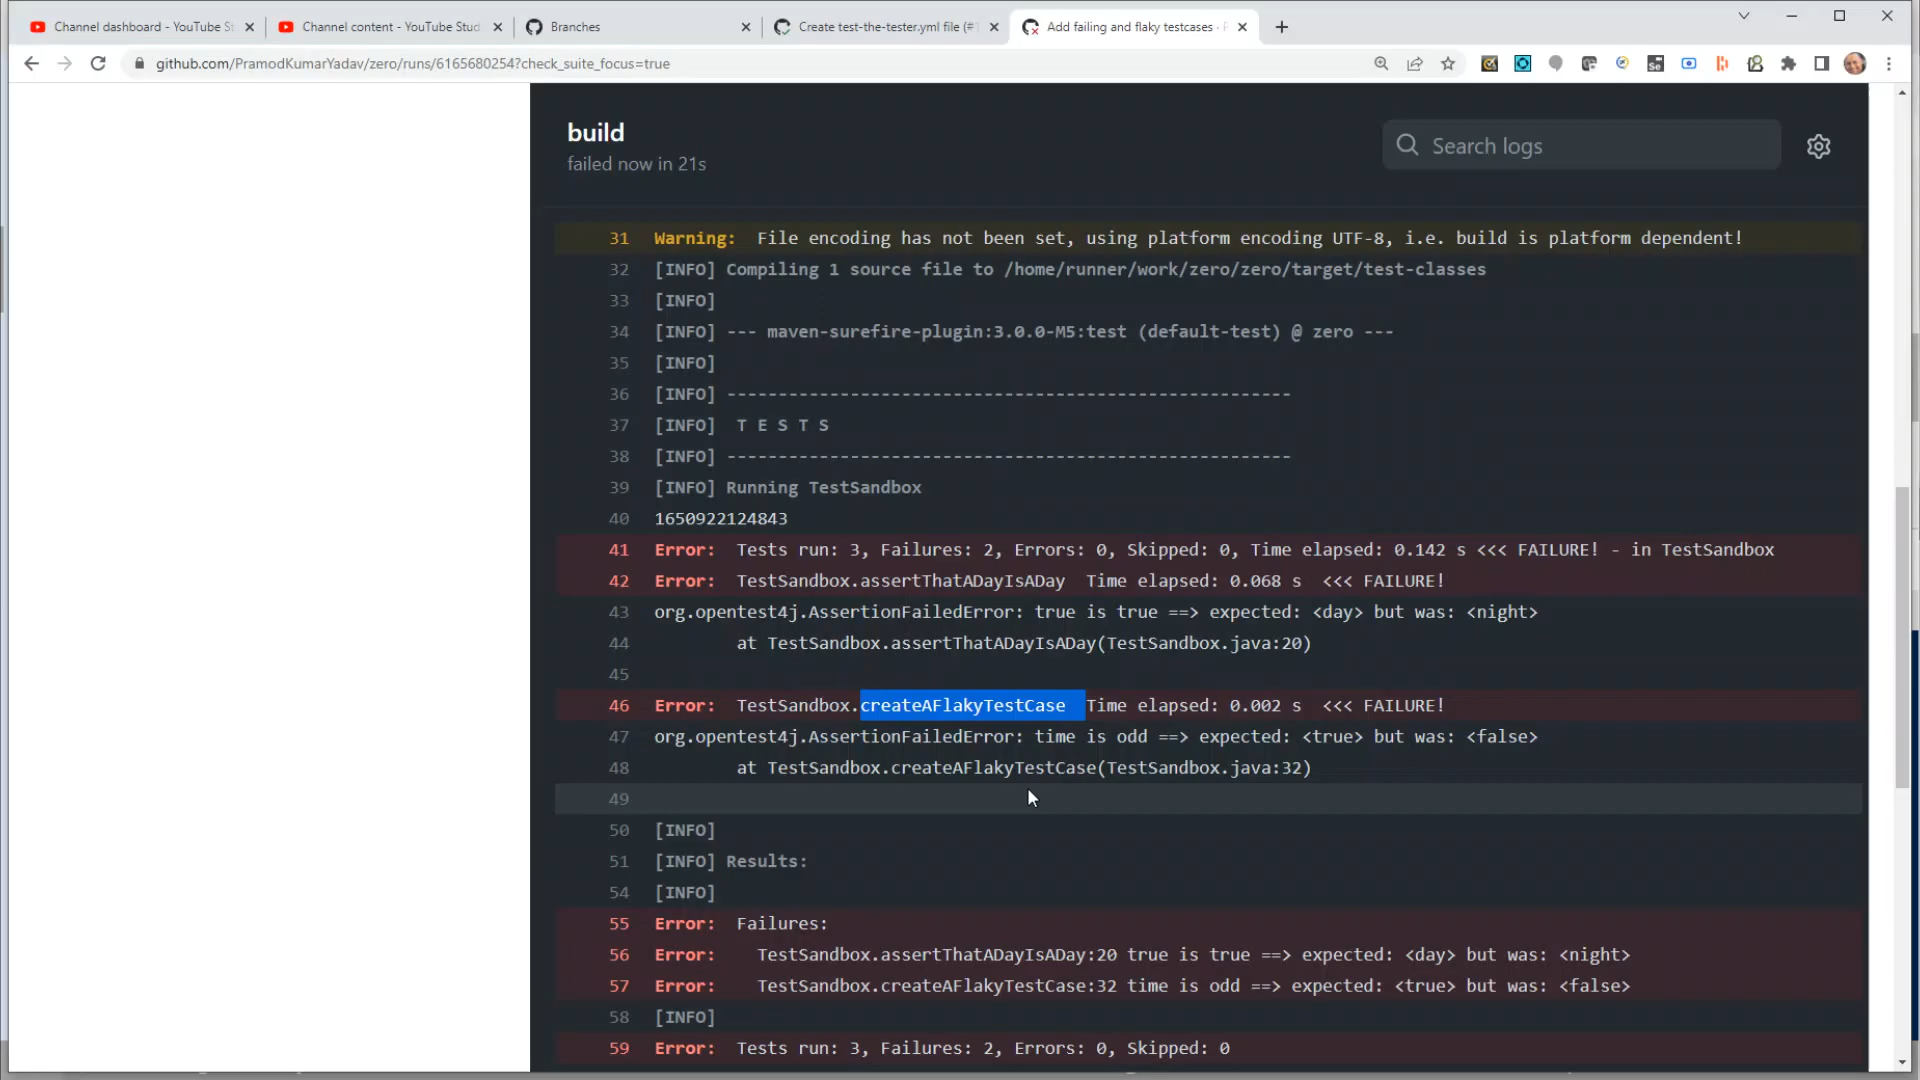 Channel dashboard - YouTube St
Channel content - YouTube Stud
Branches
Create test-the-tester.yml file (#1
Add failing and flaky testcases · P
github.com/PramodKumarYadav/zero/runs/6165680254?check_suite_focus=true
build
failed now in 21s
Search logs
31 Warning: File encoding has not been set, using platform encoding UTF-8, i.e. build is platform dependent!
32 [INFO] Compiling 1 source file to /home/runner/work/zero/zero/target/test-classes
33 [INFO]
34 [INFO] --- maven-surefire-plugin:3.0.0-M5:test (default-test) @ zero ---
35 [INFO]
36 [INFO] -------------------------------------------------------
37 [INFO]  T E S T S
38 [INFO] -------------------------------------------------------
39 [INFO] Running TestSandbox
40 1650922124843
41 Error: Tests run: 3, Failures: 2, Errors: 0, Skipped: 0, Time elapsed: 0.142 s <<< FAILURE! - in TestSandbox
42 Error: TestSandbox.assertThatADayIsADay Time elapsed: 0.068 s <<< FAILURE!
43 org.opentest4j.AssertionFailedError: true is true ==> expected: <day> but was: <night>
44 at TestSandbox.assertThatADayIsADay(TestSandbox.java:20)
45
46 Error: TestSandbox.createAFlakyTestCase Time elapsed: 0.002 s <<< FAILURE!
47 org.opentest4j.AssertionFailedError: time is odd ==> expected: <true> but was: <false>
48 at TestSandbox.createAFlakyTestCase(TestSandbox.java:32)
49
50 [INFO]
51 [INFO] Results:
54 [INFO]
55 Error: Failures:
56 Error: TestSandbox.assertThatADayIsADay:20 true is true ==> expected: <day> but was: <night>
57 Error: TestSandbox.createAFlakyTestCase:32 time is odd ==> expected: <true> but was: <false>
58 [INFO]
59 Error: Tests run: 3, Failures: 2, Errors: 0, Skipped: 0